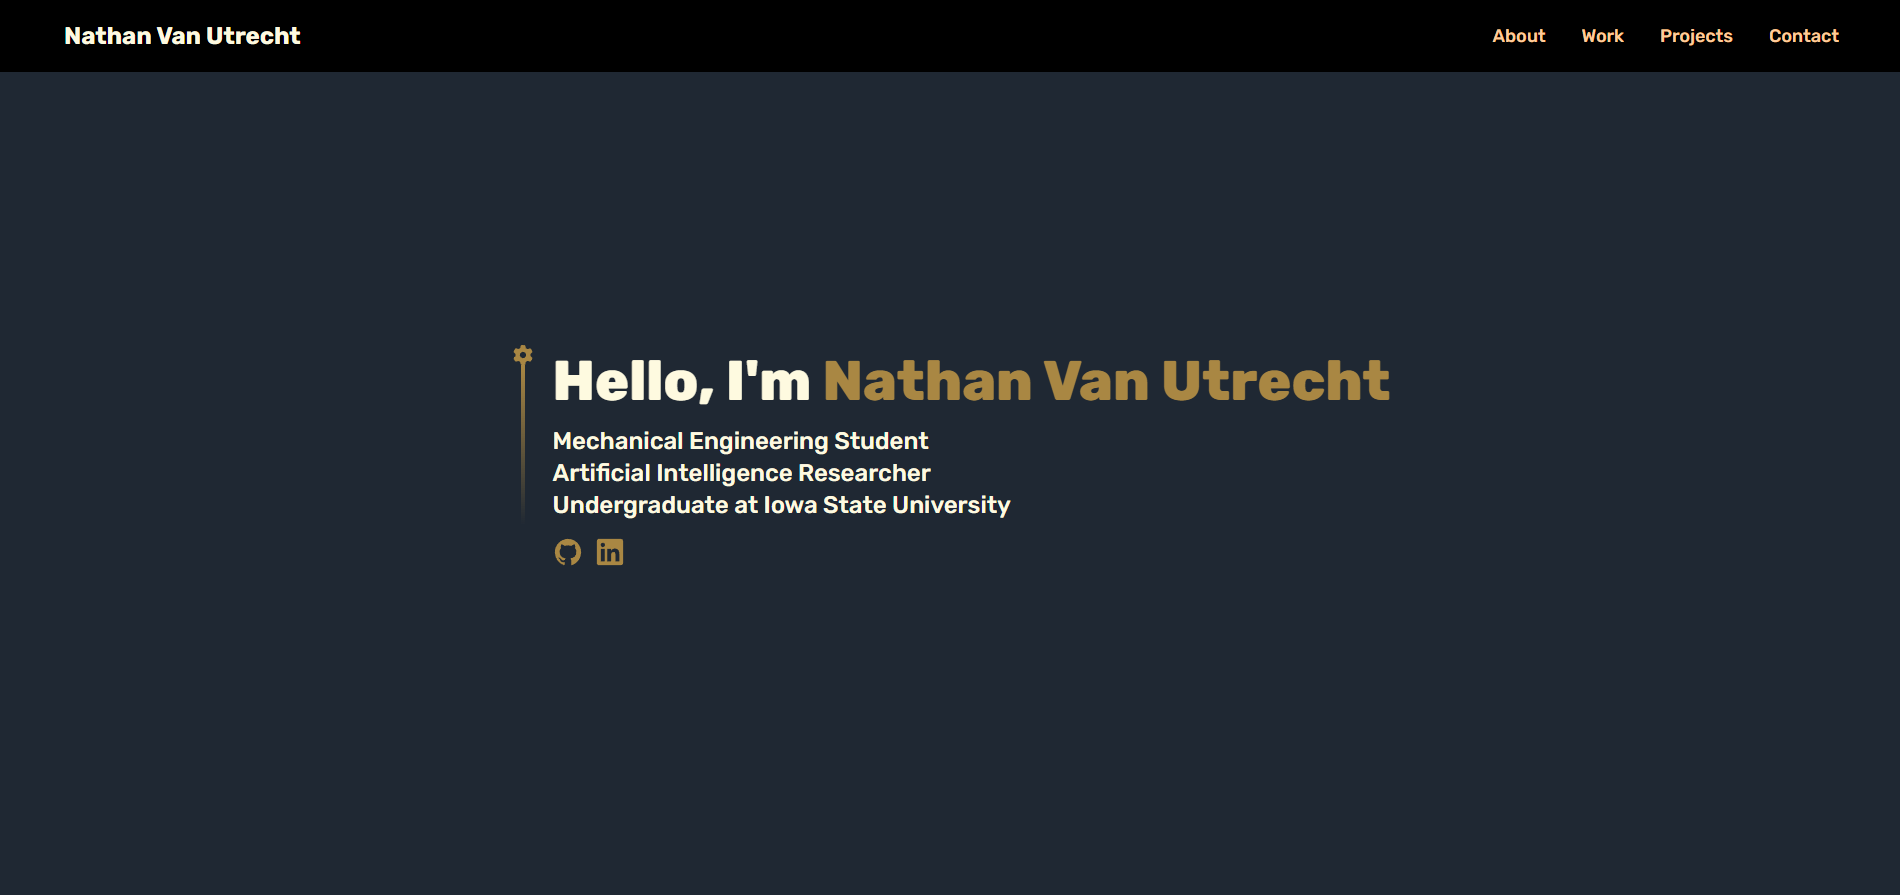 Nathan Van Utrecht
About
Work
Projects
Contact
Hello, I'm Nathan Van Utrecht
Mechanical Engineering Student
Artificial Intelligence Researcher
Undergraduate at Iowa State University
in